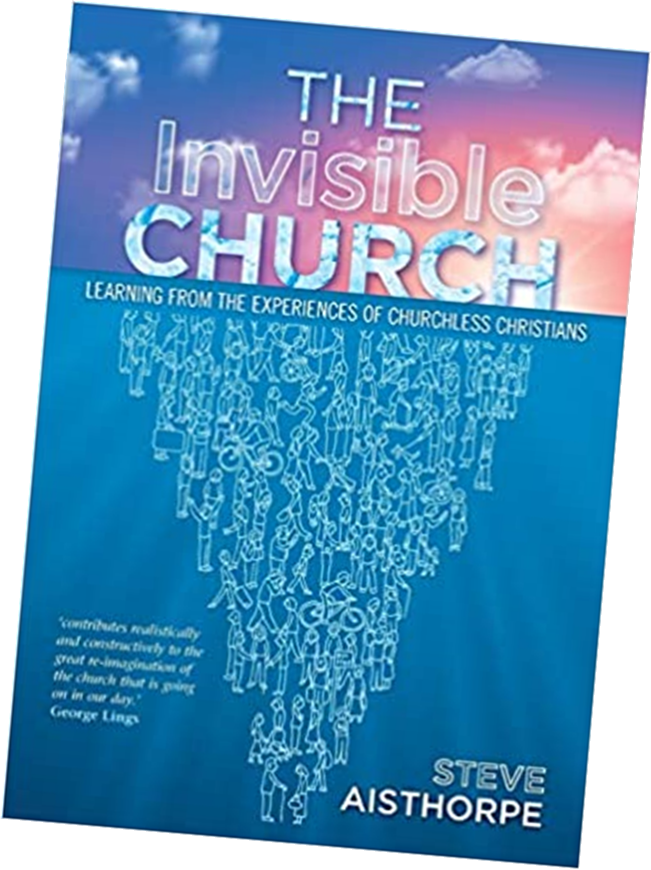 THE
Invisible
CHURCH
LEARNING FROM THE EXPERIENCES OF CHURCHLESS CHRISTIANS
'contributes realistically
and constructively to the
great re-imagination of
the church that is going
on in our day.'
George Lings
STEVE
AISTHORPE